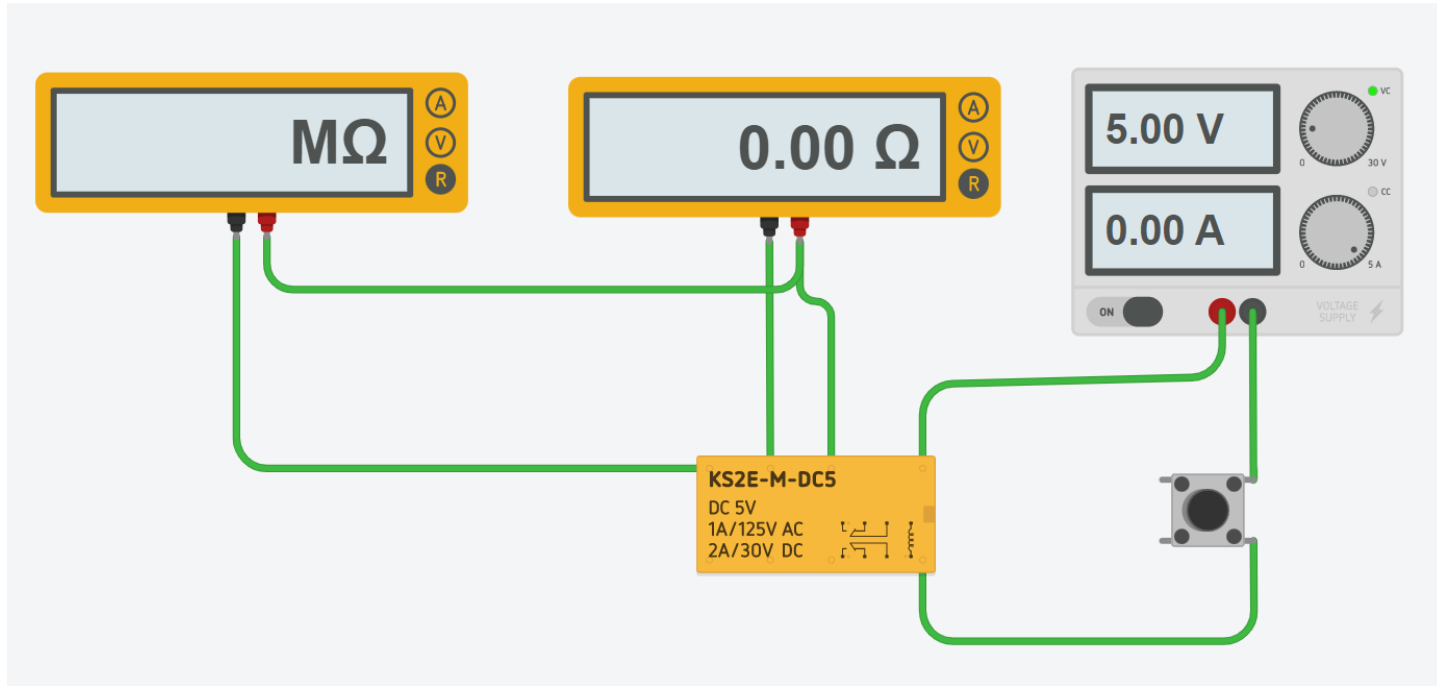 MΩ
A
V
R
0.00 Ω
A
V
R
5.00 V
VC
0
30 V
0.00 A
CC
0
5 A
ON
VOLTAGE
SUPPLY
KS2E-M-DC5
DC 5V
1A/125V AC
2A/30V DC